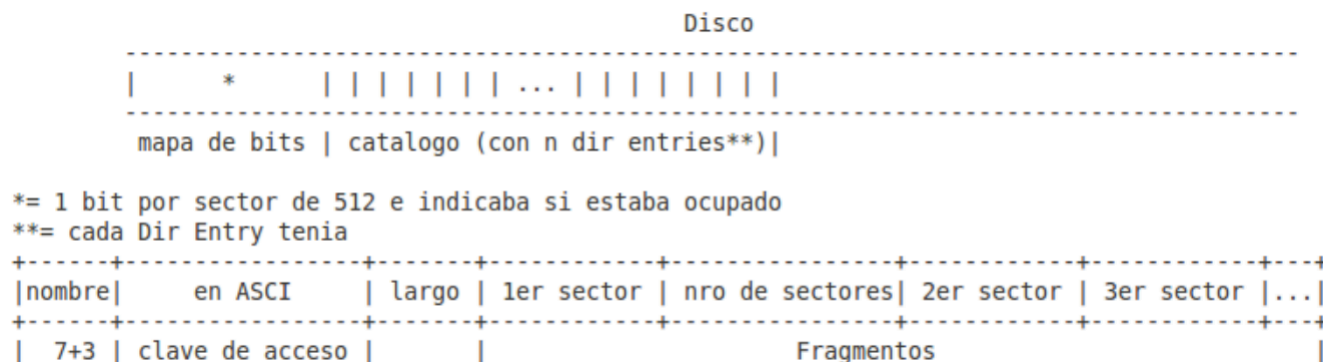 Disco
-------------------------------------------------------------------------------------
|      *      | | | | | | | ... | | | | | | | |
-------------------------------------------------------------------------------------
mapa de bits | catalogo (con n dir entries**)|
*= 1 bit por sector de 512 e indicaba si estaba ocupado
**= cada Dir Entry tenia
+------+-----------------+-------+------------+----------------+------------+------------+---+
|nombre|     en ASCI     | largo | 1er sector | nro de sectores| 2er sector | 3er sector |...|
+------+-----------------+-------+------------+----------------+------------+------------+---+
|  7+3 | clave de acceso |       |                      Fragmentos                           |